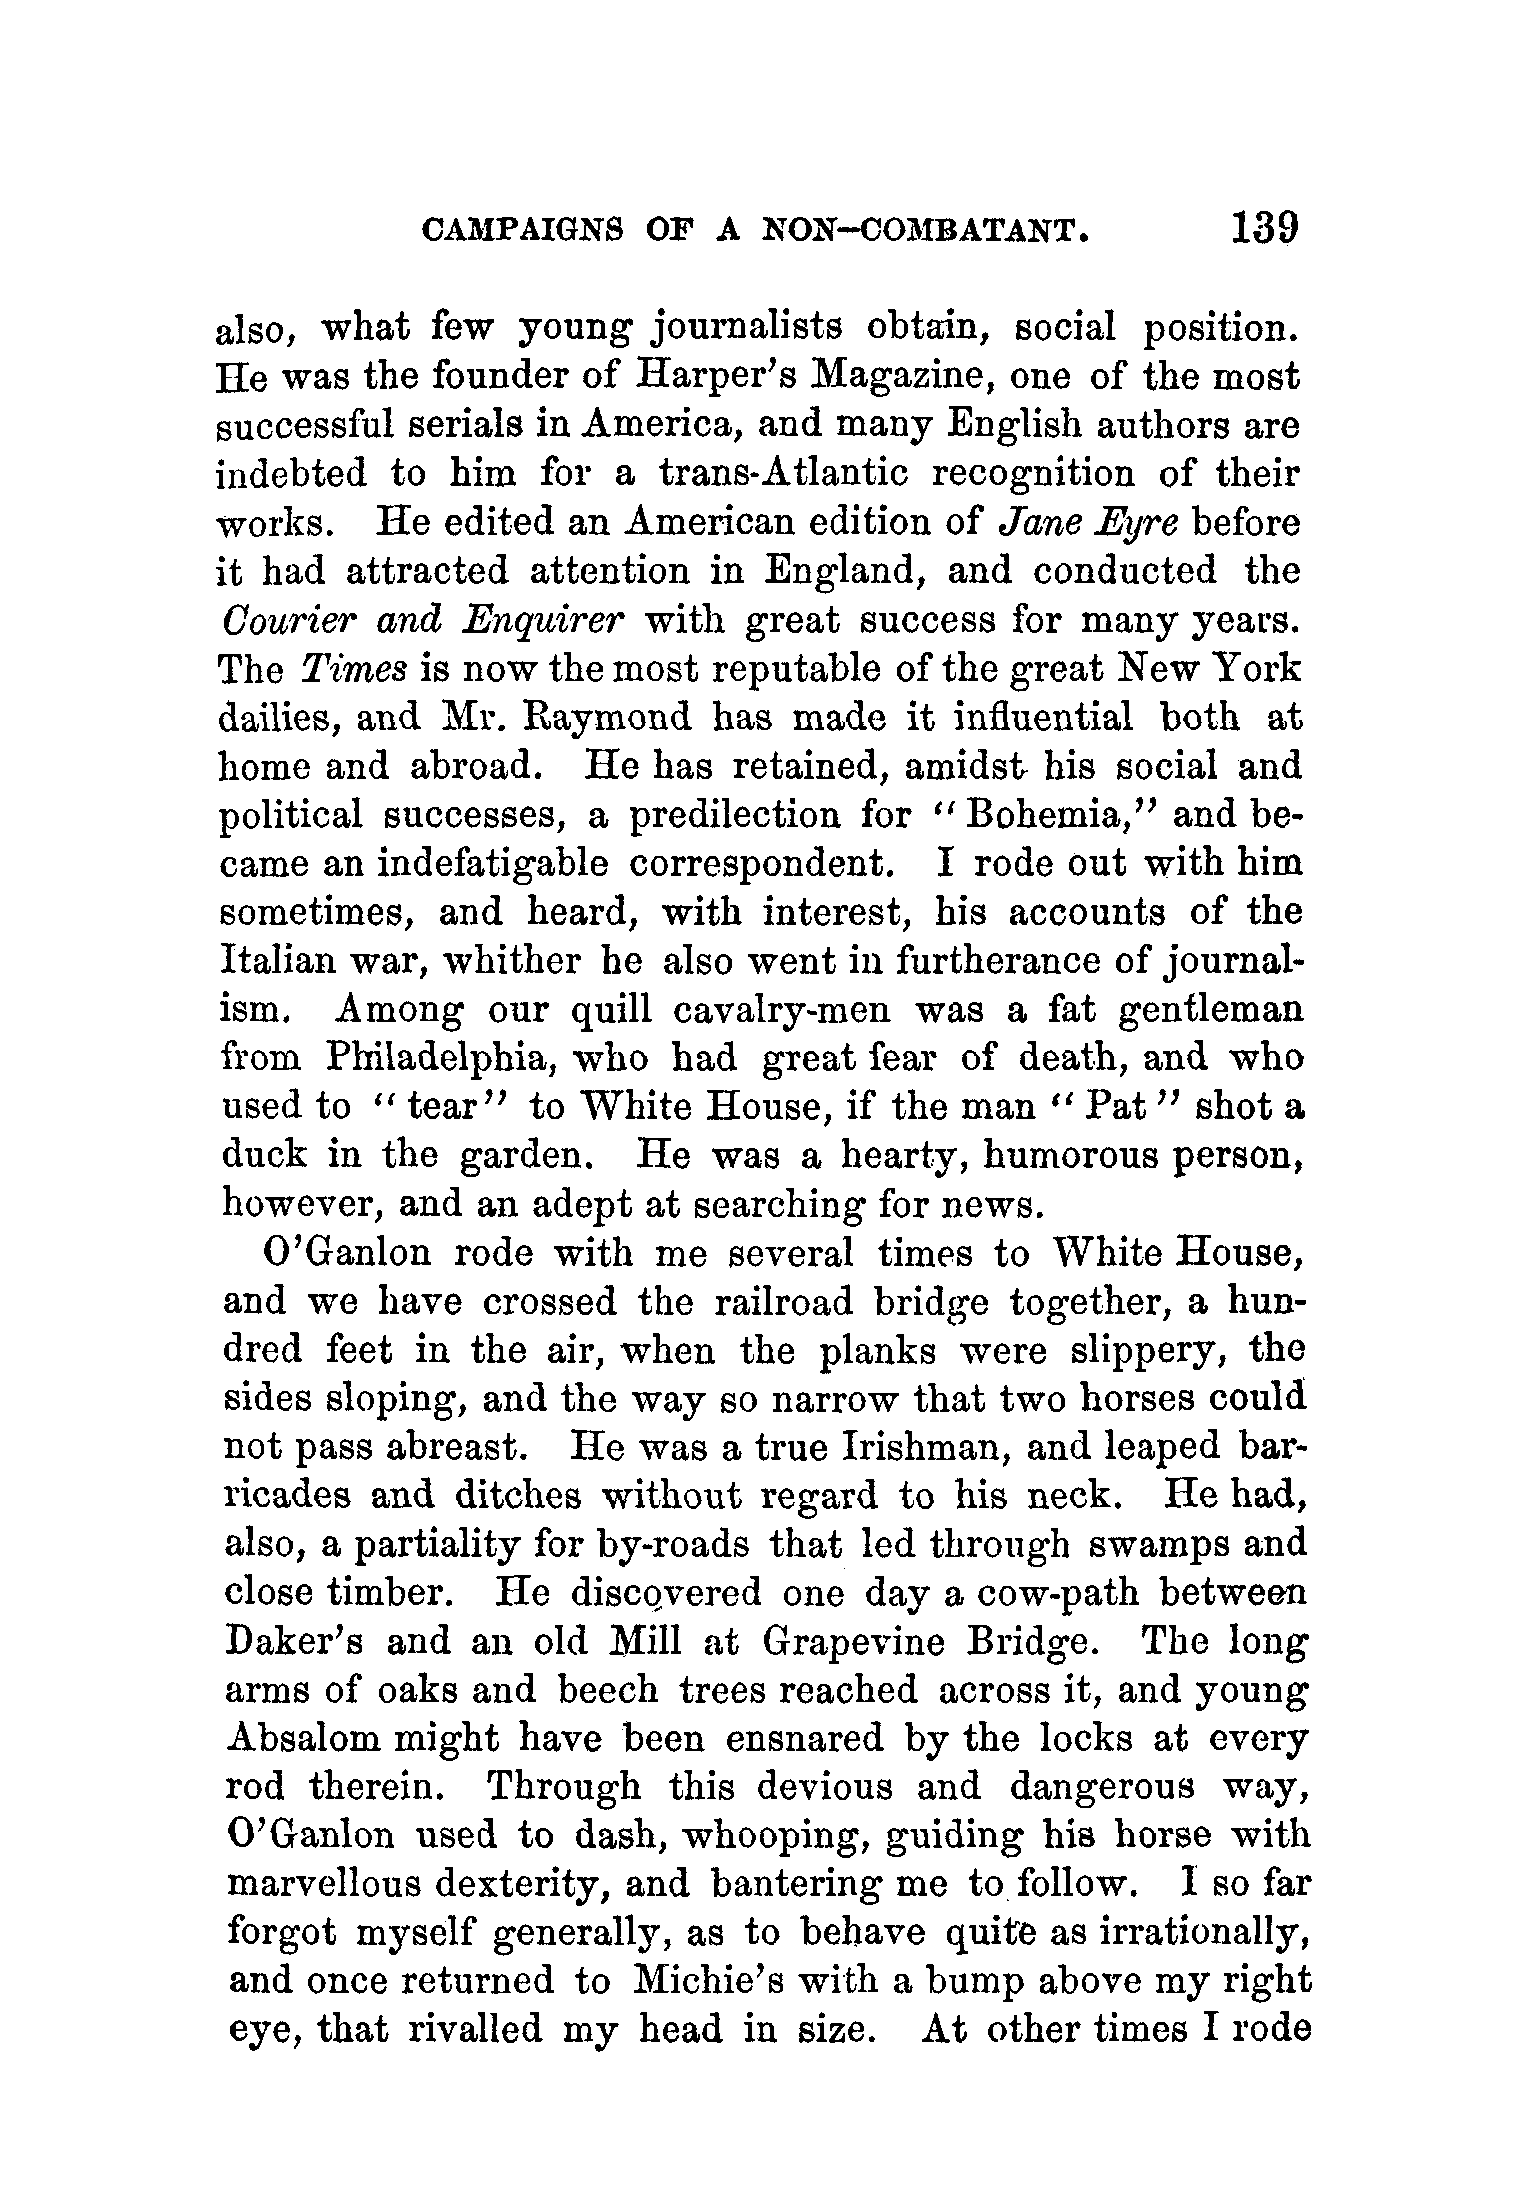 CAMPAIGNS OF A NON-COMBATANT. 139
also, what few young journalists obtain, social position.
He was the founder of Harper's Magazine, one of the most
successful serials in America, and many English authors are
indebted to him for a trans-Atlantic recognition of their
works. He edited an American edition of Jane Eyre before
it had attracted attention in England, and conducted the
Courier and Enquirer with great success for many years.
The Times is now the most reputable of the great New York
dailies, and Mr. Raymond has made it influential both at
home and abroad. He has retained, amidst his social and
political successes, a predilection for "Bohemia," and be-
came an indefatigable correspondent. I rode out with him
sometimes, and heard, with interest, his accounts of the
Italian war, whither he also went in furtherance of journal-
ism. Among our quill cavalry-men was a fat gentleman
from Philadelphia, who had great fear of death, and who
used to "tear" to White House, if the man "Pat" shot a
duck in the garden. He was a hearty, humorous person,
however, and an adept at searching for news.
O'Ganlon rode with me several times to White House,
and we have crossed the railroad bridge together, a hun-
dred feet in the air, when the planks were slippery, the
sides sloping, and the way so narrow that two horses could
not pass abreast. He was a true Irishman, and leaped bar-
ricades and ditches without regard to his neck. He had,
also, a partiality for by-roads that led through swamps and
close timber. He discovered one day a cow-path between
Daker's and an old Mill at Grapevine Bridge. The long
arms of oaks and beech trees reached across it, and young
Absalom might have been ensnared by the locks at every
rod therein. Through this devious and dangerous way,
O'Ganlon used to dash, whooping, guiding his horse with
marvellous dexterity, and bantering me to follow. I so far
forgot myself generally, as to behave quite as irrationally,
and once returned to Michie's with a bump above my right
eye, that rivalled my head in size. At other times I rode